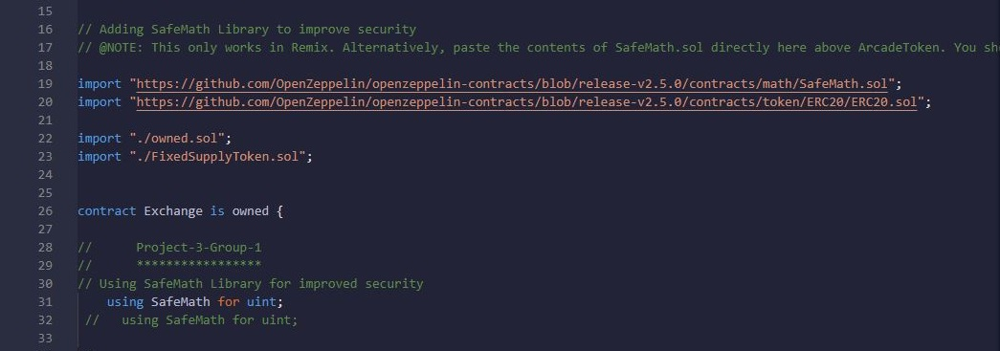 15
16 // Adding SafeMath Library to improve security
17 // @NOTE: This only works in Remix. Alternatively, paste the contents of SafeMath.sol directly here above ArcadeToken. You sh
18
19 import "https://github.com/OpenZeppelin/openzeppelin-contracts/blob/release-v2.5.0/contracts/math/SafeMath.sol";
20 import "https://github.com/OpenZeppelin/openzeppelin-contracts/blob/release-v2.5.0/contracts/token/ERC20/ERC20.sol";
21
22 import "./owned.sol";
23 import "./FixedSupplyToken.sol";
24
25
26 contract Exchange is owned {
27
28 //      Project-3-Group-1
29 //      *****************
30 // Using SafeMath Library for improved security
31     using SafeMath for uint;
32  //   using SafeMath for uint;
33